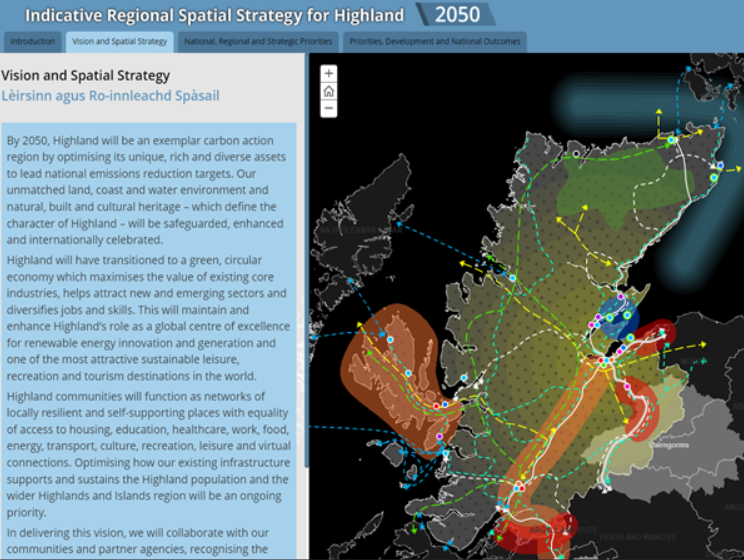 Indicative Regional Spatial Strategy for Highland 2050
Introduction
Vision and Spatial Strategy
National, Regional and Strategic Priorities
Priorities, Development and National Outcomes
Vision and Spatial Strategy
Lèirsinn agus Ro-innleachd Spàsail
By 2050, Highland will be an exemplar carbon action
region by optimising its unique, rich and diverse assets
to lead national emissions reduction targets. Our
unmatched land, coast and water environment and
natural, built and cultural heritage – which define the
character of Highland – will be safeguarded, enhanced
and internationally celebrated.
Highland will have transitioned to a green, circular
economy which maximises the value of existing core
industries, helps attract new and emerging sectors and
diversifies jobs and skills. This will maintain and
enhance Highland's role as a global centre of excellence
for renewable energy innovation and generation and
one of the most attractive sustainable leisure,
recreation and tourism destinations in the world.
Highland communities will function as networks of
locally resilient and self-supporting places with equality
of access to housing, education, healthcare, work, food,
energy, transport, culture, recreation, leisure and virtual
connections. Optimising how our existing infrastructure
supports and sustains the Highland population and the
wider Highlands and Islands region will be an ongoing
priority.
In delivering this vision, we will collaborate with our
communities and partner agencies, recognising the
+
−
Cairngorms
PERTH AND KINROSS